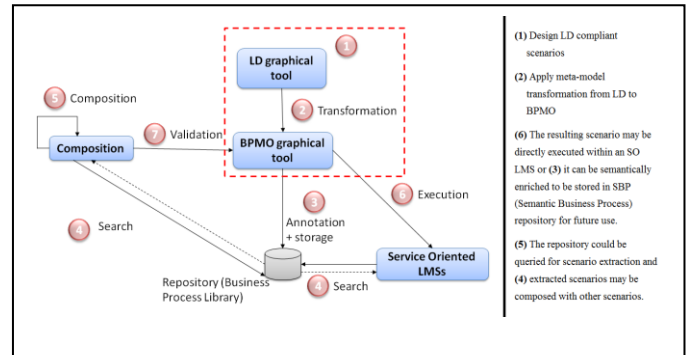 1
LD graphical
tool
2 Transformation
5 Composition
7 Validation
Composition
BPMO graphical
tool
3
Annotation
+ storage
6 Execution
4 Search
Repository (Business
Process Library)
4 Search
Service Oriented
LMSs
(1) Design LD compliant
scenarios
(2) Apply meta-model
transformation from LD to
BPMO
(6) The resulting scenario may be
directly executed within an SO
LMS or (3) it can be semantically
enriched to be stored in SBP
(Semantic Business Process)
repository for future use.
(5) The repository could be
queried for scenario extraction and
(4) extracted scenarios may be
composed with other scenarios.